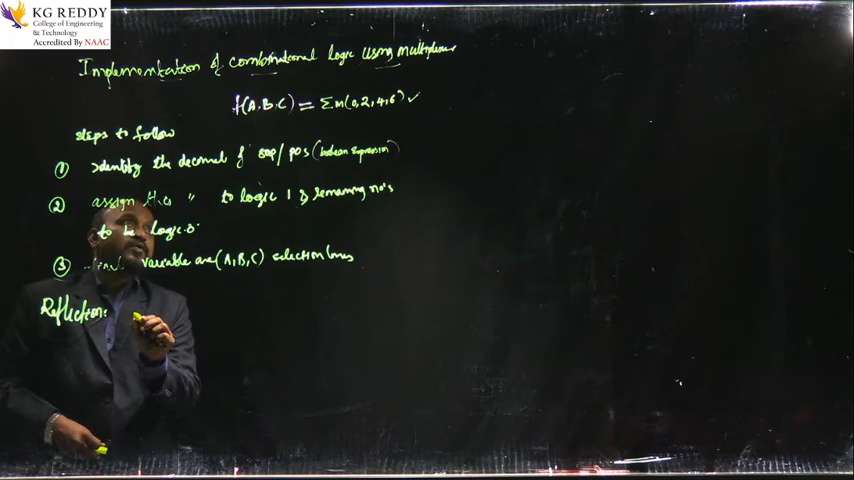 KG REDDY
College of Engineering
& Technology
Accredited By NAAC
Implementation of combinational logic using multiplexer
f(A,B,C) = Σm(0,2,4,6) ✓
steps to follow
① identify the decimal of sop/pos (boolean expression)
② assign " to logic 1 & remaining no's
to be logic 0
③ variable are (A,B,C) selection lines
Reflection: